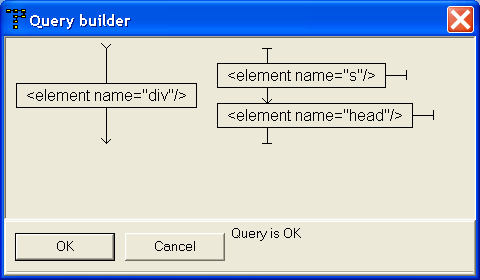 Query builder
<element name="div"/>
<element name="s"/>
<element name="head"/>
Query is OK
OK
Cancel